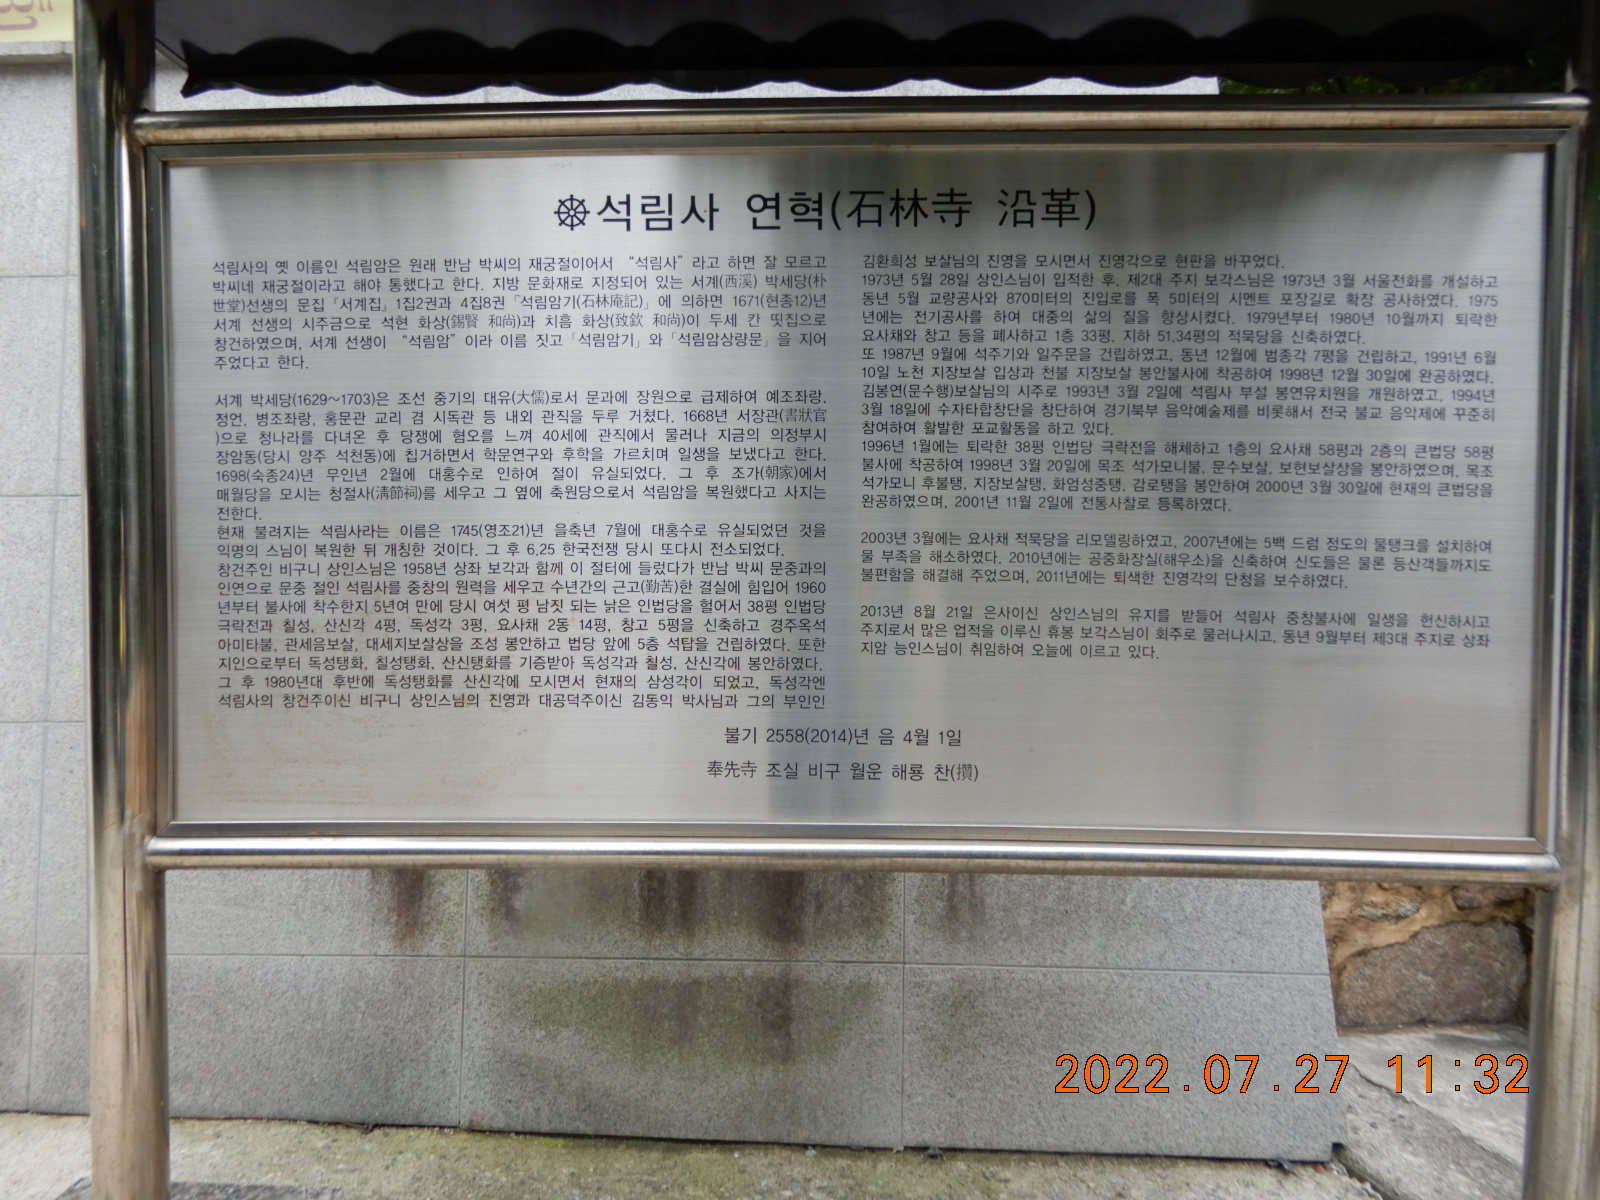 석림사 연혁(石林寺 沿革)
석림사의 옛 이름인 석림암은 원래 반남 박씨의 재궁절이어서 “석림사”라고 하면 잘 모르고
박씨네 재궁절이라고 해야 통했다고 한다. 지방 문화재로 지정되어 있는 서계(西溪) 박세당(朴
世堂)선생의 문집『서계집』1집2권과 4집8권「석림암기(石林庵記)」에 의하면 1671(현종12)년
서계 선생의 시주금으로 석현 화상(錫賢 和尙)과 치흠 화상(致欽 和尙)이 두세 칸 띳집으로
창건하였으며, 서계 선생이 “석림암”이라 이름 짓고「석림암기」와「석림암상량문」을 지어
주었다고 한다.
서계 박세당(1629~1703)은 조선 중기의 대유(大儒)로서 문과에 장원으로 급제하여 예조좌랑,
정언, 병조좌랑, 홍문관 교리 겸 시독관 등 내외 관직을 두루 거쳤다. 1668년 서장관(書狀官
)으로 청나라를 다녀온 후 당쟁에 혐오를 느껴 40세에 관직에서 물러나 지금의 의정부시
장암동(당시 양주 석천동)에 칩거하면서 학문연구와 후학을 가르치며 일생을 보냈다고 한다.
1698(숙종24)년 무인년 2월에 대홍수로 인하여 절이 유실되었다. 그 후 조가(朝家)에서
매월당을 모시는 청절사(淸節祠)를 세우고 그 옆에 축원당으로서 석림암을 복원했다고 사지는
전한다.
현재 불려지는 석림사라는 이름은 1745(영조21)년 을축년 7월에 대홍수로 유실되었던 것을
익명의 스님이 복원한 뒤 개칭한 것이다. 그 후 6.25 한국전쟁 당시 또다시 전소되었다.
창건주인 비구니 상인스님은 1958년 상좌 보각과 함께 이 절터에 들렀다가 반남 박씨 문중과의
인연으로 문중 절인 석림사를 중창의 원력을 세우고 수년간의 근고(勤苦)한 결실에 힘입어 1960
년부터 불사에 착수한지 5년여 만에 당시 여섯 평 남짓 되는 낡은 인법당을 헐어서 38평 인법당
극락전과 칠성, 산신각 4평, 독성각 3평, 요사채 2동 14평, 창고 5평을 신축하고 경주옥석
아미타불, 관세음보살, 대세지보살상을 조성 봉안하고 법당 앞에 5층 석탑을 건립하였다. 또한
지인으로부터 독성탱화, 칠성탱화, 산신탱화를 기증받아 독성각과 칠성, 산신각에 봉안하였다.
그 후 1980년대 후반에 독성탱화를 산신각에 모시면서 현재의 삼성각이 되었고, 독성각엔
석림사의 창건주이신 비구니 상인스님의 진영과 대공덕주이신 김동익 박사님과 그의 부인인
김환희성 보살님의 진영을 모시면서 진영각으로 현판을 바꾸었다.
1973년 5월 28일 상인스님이 입적한 후, 제2대 주지 보각스님은 1973년 3월 서울전화를 개설하고
동년 5월 교량공사와 870미터의 진입로를 폭 5미터의 시멘트 포장길로 확장 공사하였다. 1975
년에는 전기공사를 하여 대중의 삶의 질을 향상시켰다. 1979년부터 1980년 10월까지 퇴락한
요사채와 창고 등을 폐사하고 1층 33평, 지하 51.34평의 적묵당을 신축하였다.
또 1987년 9월에 석주기와 일주문을 건립하였고, 동년 12월에 범종각 7평을 건립하고, 1991년 6월
10일 노천 지장보살 입상과 천불 지장보살 봉안불사에 착공하여 1998년 12월 30일에 완공하였다.
김봉연(문수행)보살님의 시주로 1993년 3월 2일에 석림사 부설 봉연유치원을 개원하였고, 1994년
3월 18일에 수자타합창단을 창단하여 경기북부 음악예술제를 비롯해서 전국 불교 음악제에 꾸준히
참여하여 활발한 포교활동을 하고 있다.
1996년 1월에는 퇴락한 38평 인법당 극락전을 해체하고 1층의 요사채 58평과 2층의 큰법당 58평
불사에 착공하여 1998년 3월 20일에 목조 석가모니불, 문수보살, 보현보살상을 봉안하였으며, 목조
석가모니 후불탱, 지장보살탱, 화엄성중탱, 감로탱을 봉안하여 2000년 3월 30일에 현재의 큰법당을
완공하였으며, 2001년 11월 2일에 전통사찰로 등록하였다.
2003년 3월에는 요사채 적묵당을 리모델링하였고, 2007년에는 5백 드럼 정도의 물탱크를 설치하여
물 부족을 해소하였다. 2010년에는 공중화장실(해우소)을 신축하여 신도들은 물론 등산객들까지도
불편함을 해결해 주었으며, 2011년에는 퇴색한 진영각의 단청을 보수하였다.
2013년 8월 21일 은사이신 상인스님의 유지를 받들어 석림사 중창불사에 일생을 헌신하시고
주지로서 많은 업적을 이루신 휴봉 보각스님이 회주로 물러나시고, 동년 9월부터 제3대 주지로 상좌
지암 능인스님이 취임하여 오늘에 이르고 있다.
불기 2558(2014)년 음 4월 1일
奉先寺 조실 비구 월운 해룡 찬(攢)
2022.07.27 11:32